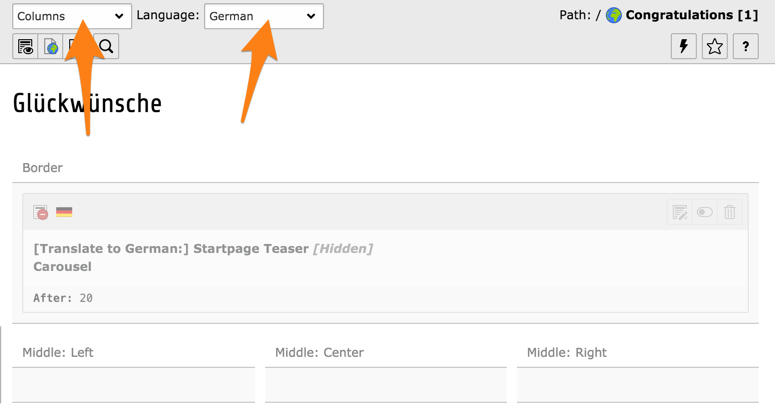 Columns Language: German Path: / Congratulations [1]
?
Glückwünsche
Border
[Translate to German:] Startpage Teaser [Hidden]
Carousel
After: 20
Middle: Left Middle: Center Middle: Right